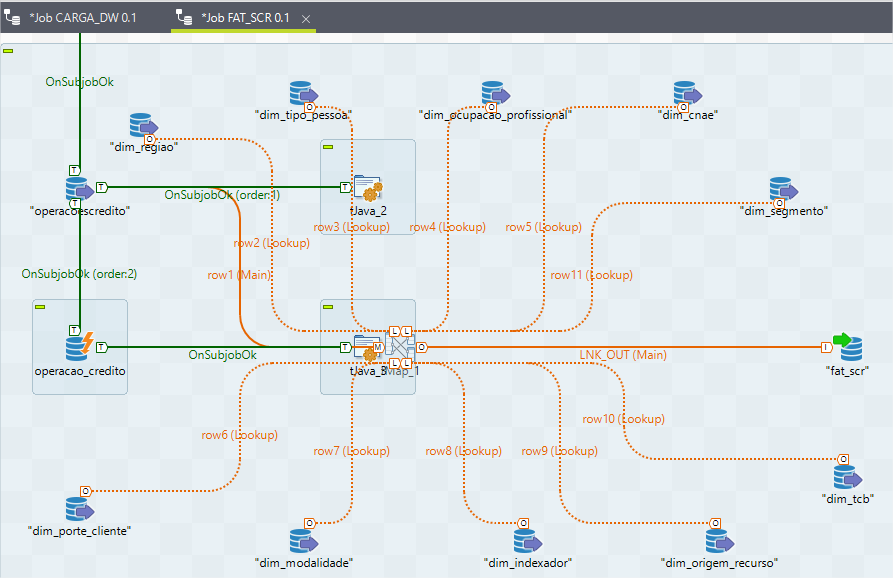 *Job CARGA_DW 0.1
*Job FAT_SCR 0.1
OnSubjobOk
"dim_tipo_pessoa"
"dim_ocupacao_profissional"
"dim_cnae"
"dim_regiao"
OnSubjobOk (order:1)
"operacoescredito"
tJava_2
"dim_segmento"
row3 (Lookup)
row4 (Lookup)
row5 (Lookup)
row2 (Lookup)
OnSubjobOk (order:2)
row1 (Main)
row11 (Lookup)
OnSubjobOk
LNK_OUT (Main)
operacao_credito
"fat_scr"
row10 (Lookup)
row6 (Lookup)
row7 (Lookup)
row8 (Lookup)
row9 (Lookup)
"dim_tcb"
"dim_porte_cliente"
"dim_modalidade"
"dim_indexador"
"dim_origem_recurso"